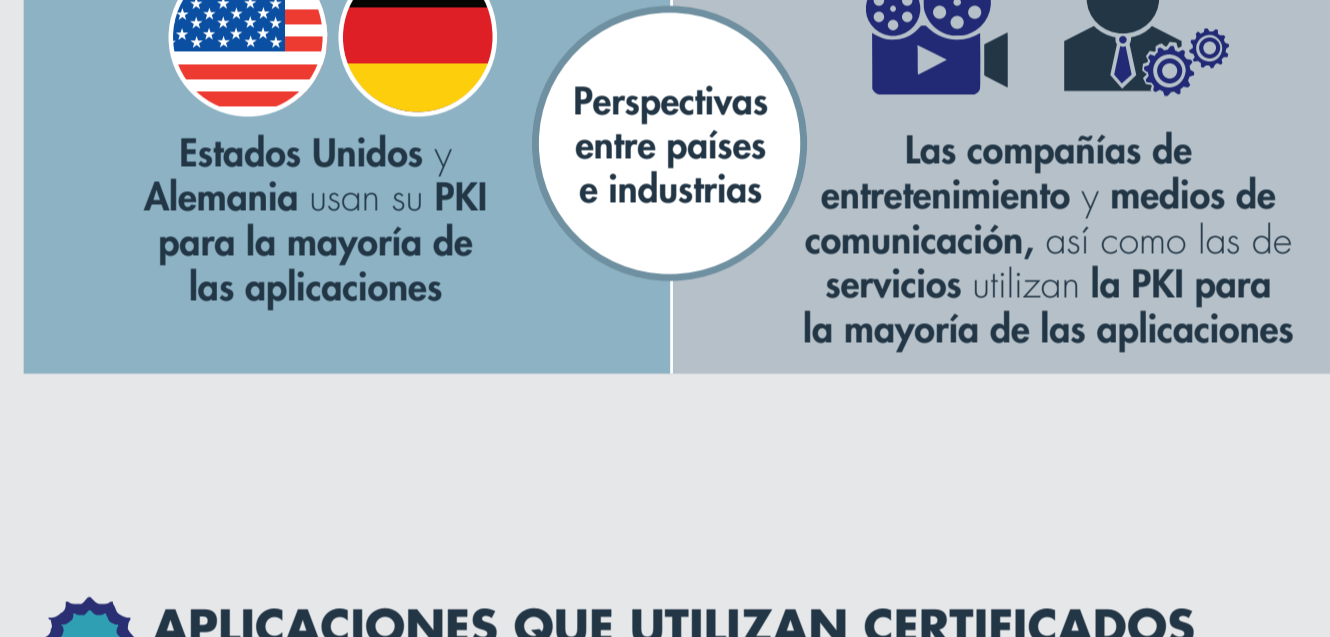 Estados Unidos y
Alemania usan su PKI
para la mayoría de
las aplicaciones
Perspectivas
entre países
e industrias
Las compañías de
entretenimiento y medios de
comunicación, así como las de
servicios utilizan la PKI para
la mayoría de las aplicaciones
APLICACIONES QUE UTILIZAN CERTIFICADOS